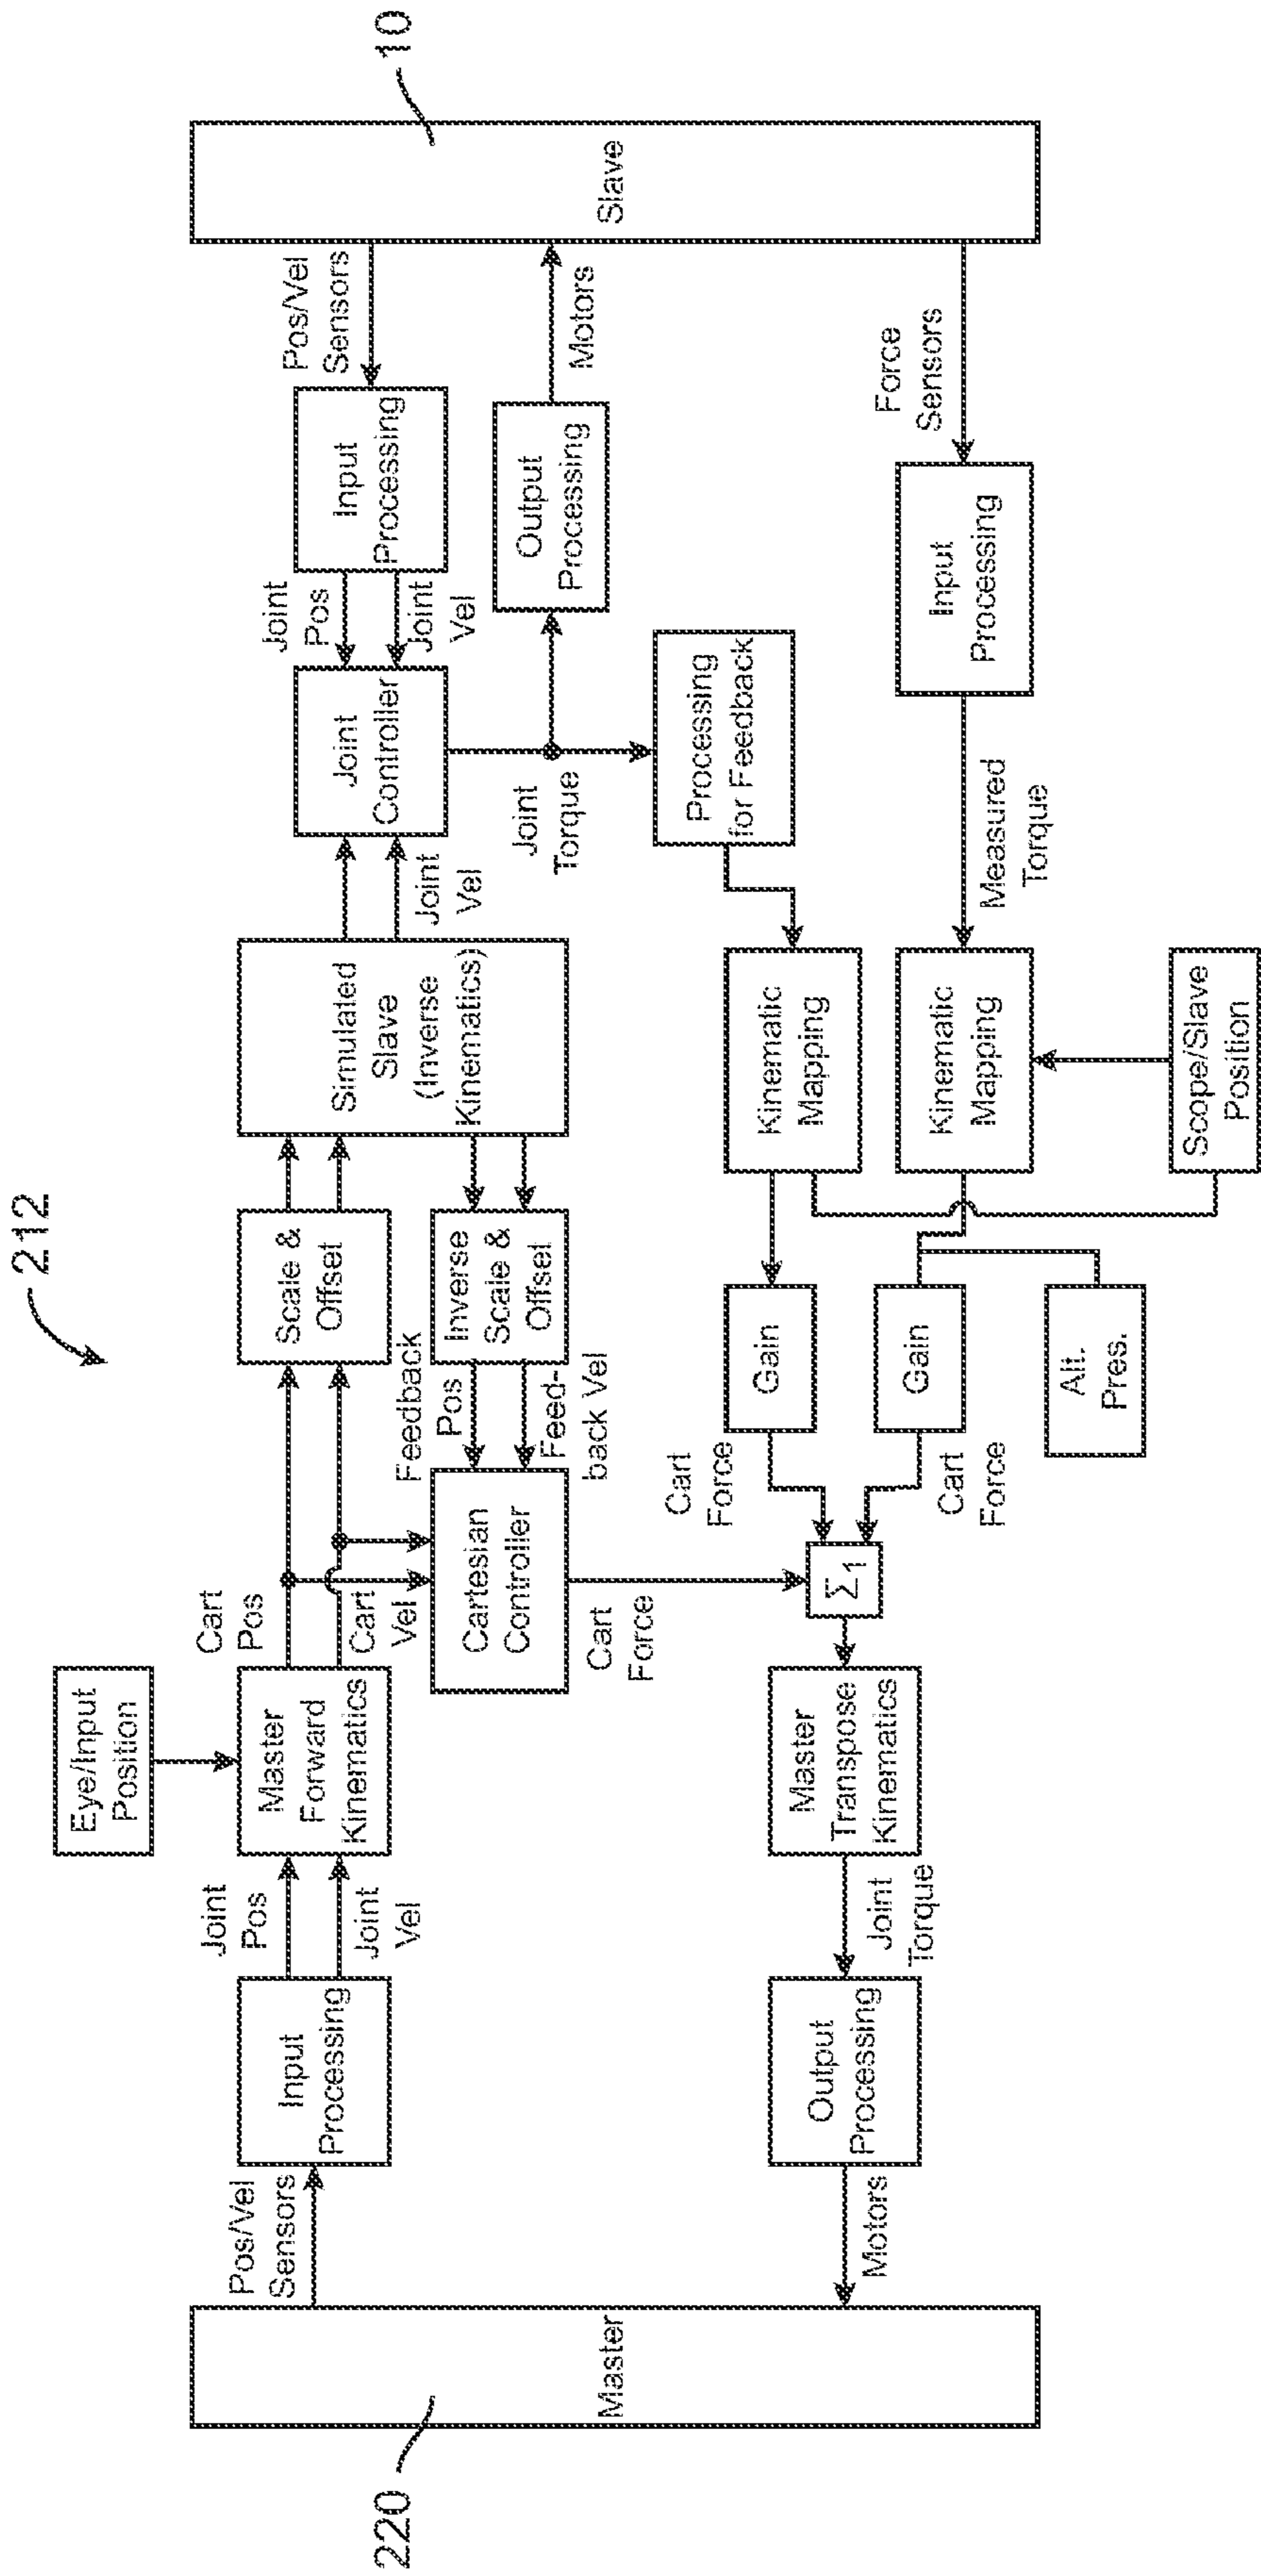 212
Eye/Input
Position
Cart
Pos
Cart
Vel
Joint
Pos
Joint
Vel
Pos/Vel
Sensors
Input
Processing
Master
Forward
Kinematics
Scale &
Offset
Simulated
Slave
(Inverse
Kinematics)
Joint
Vel
Joint
Controller
Joint
Pos
Joint
Vel
Input
Processing
Pos/Vel
Sensors
Slave
10
Feedback
Pos
Feed-
back Vel
Inverse
Scale &
Offset
Cartesian
Controller
Cart
Force
Joint
Torque
Output
Processing
Motors
Processing
for Feedback
Kinematic
Mapping
Gain
Cart
Force
Σ1
Master
Transpose
Kinematics
Joint
Torque
Output
Processing
Motors
Master
220
Cart
Force
Gain
Kinematic
Mapping
Measured
Torque
Input
Processing
Force
Sensors
Alt.
Pres.
Scope/Slave
Position